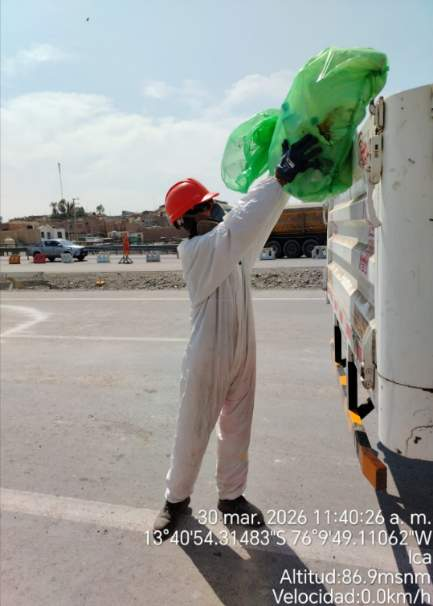 30 mar. 2026 11:40:26 a. m.
13°40'54.31483"S 76°9'49.11062"W
Ica
Altitud:86.9msnm
Velocidad:0.0km/h